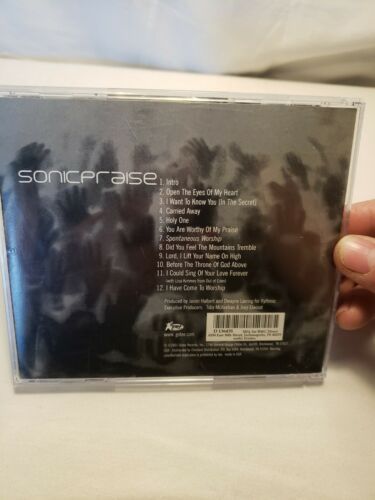 sonicpraise
1. Intro
2. Open The Eyes Of My Heart
3. I Want To Know You (In The Secret)
4. Carried Away
5. Holy One
6. You Are Worthy Of My Praise
7. Spontaneous Worship
8. Did You Feel The Mountains Tremble
9. Lord, I Lift Your Name On High
10. Before The Throne Of God Above
11. I Could Sing Of Your Love Forever
(with Lisa Kimmey from Out of Eden)
12. I Have Come To Worship
Produced by Jason Halbert and Dwayne Larring for
Executive Producers: Toby McKeehan & Joey Elwood
www.gotee.com